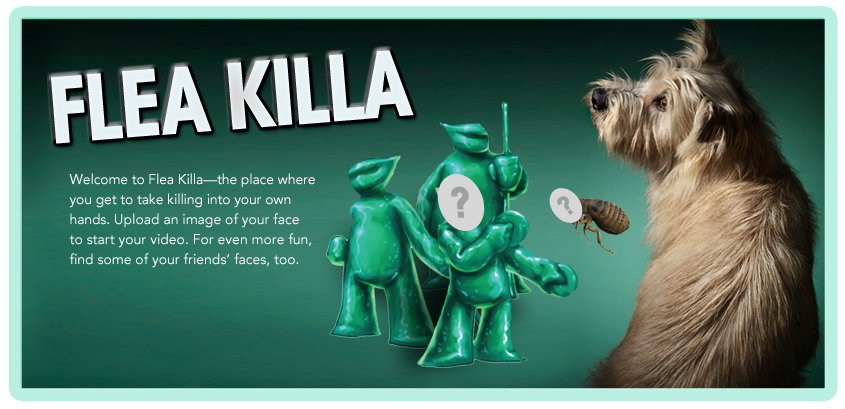 FLEA KILLA
Welcome to Flea Killa—the place where
you get to take killing into your own
hands. Upload an image of your face
to start your video. For even more fun,
find some of your friends’ faces, too.
?
?